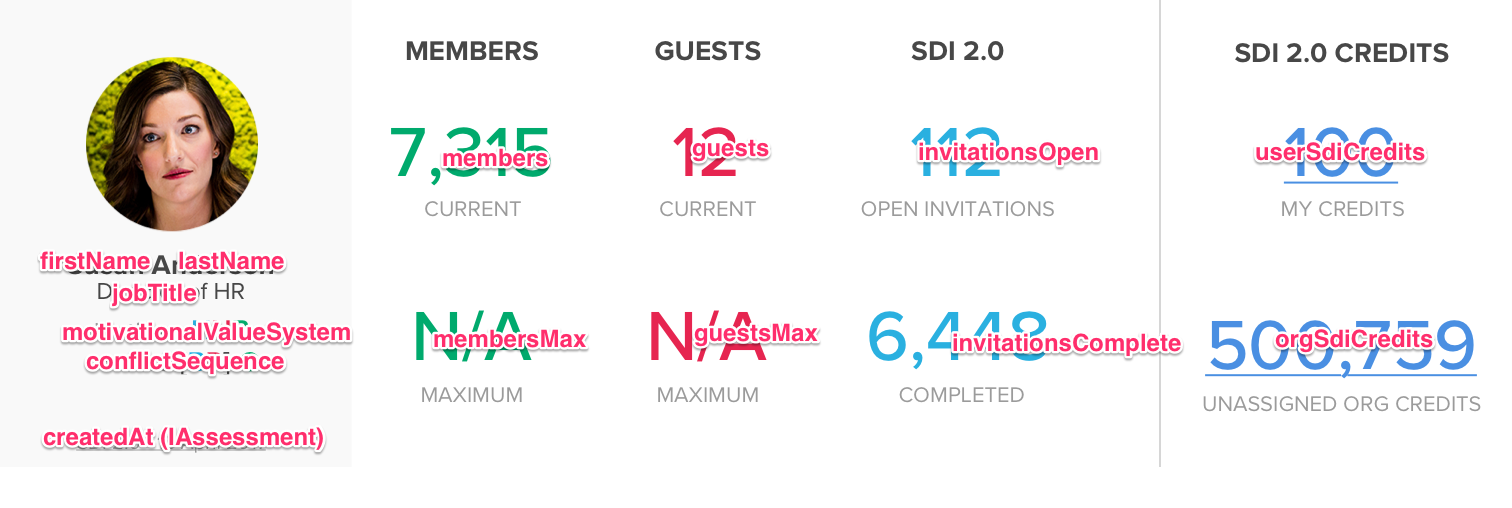 MEMBERS
GUESTS
SDI 2.0
SDI 2.0 CREDITS
7,315
members
12
guests
112
invitationsOpen
100
userSdiCredits
CURRENT
CURRENT
OPEN INVITATIONS
MY CREDITS
firstName lastName
jobTitle
of HR
motivationalValueSystem
conflictSequence
createdAt (IAssessment)
N/A
membersMax
N/A
guestsMax
6,448
invitationsComplete
500,759
orgSdiCredits
MAXIMUM
MAXIMUM
COMPLETED
UNASSIGNED ORG CREDITS